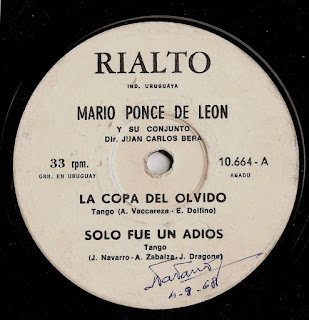 RIALTO
IND. URUGUAYA
MARIO PONCE DE LEON
Y SU CONJUNTO
Dir. JUAN CARLOS BERA
33 rpm.
10.664 - A
GRB. EN URUGUAY
AGADU
LA COPA DEL OLVIDO
Tango (A. Vaccareza - E. Delfino)
SOLO FUE UN ADIOS
Tango
(J. Navarro - A. Zabalza - J. Dragone)